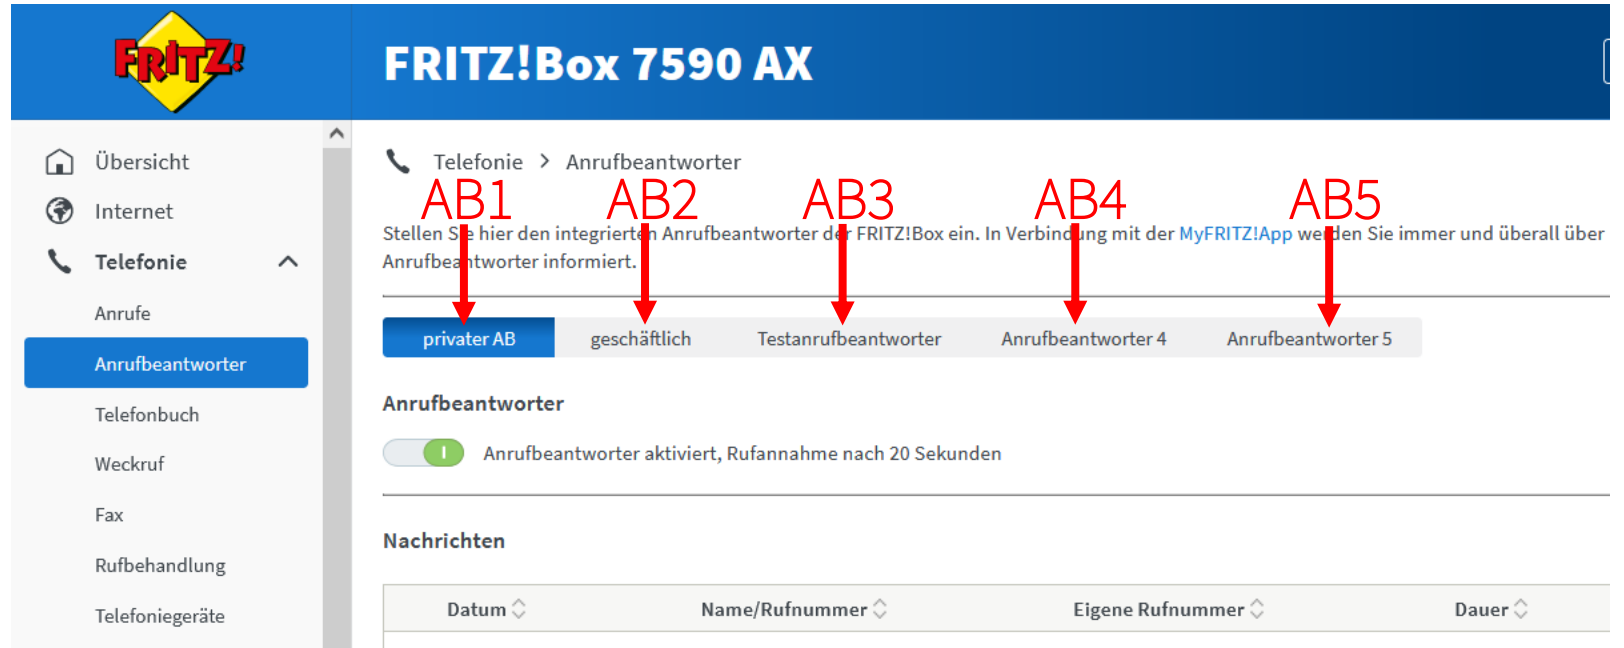 FRITZ!
FRITZ!Box 7590 AX
Übersicht
Internet
Telefonie
Anrufe
Anrufbeantworter
Telefonbuch
Weckruf
Fax
Rufbehandlung
Telefoniegeräte
Telefonie > Anrufbeantworter
AB1 AB2 AB3 AB4 AB5
Stellen Sie hier den integrierten Anrufbeantworter der FRITZ!Box ein. In Verbindung mit der MyFRITZ!App werden Sie immer und überall über
Anrufbeantworter informiert.
privater AB geschäftlich Testanrufbeantworter Anrufbeantworter 4 Anrufbeantworter 5
Anrufbeantworter
Anrufbeantworter aktiviert, Rufannahme nach 20 Sekunden
Nachrichten
Datum Name/Rufnummer Eigene Rufnummer Dauer